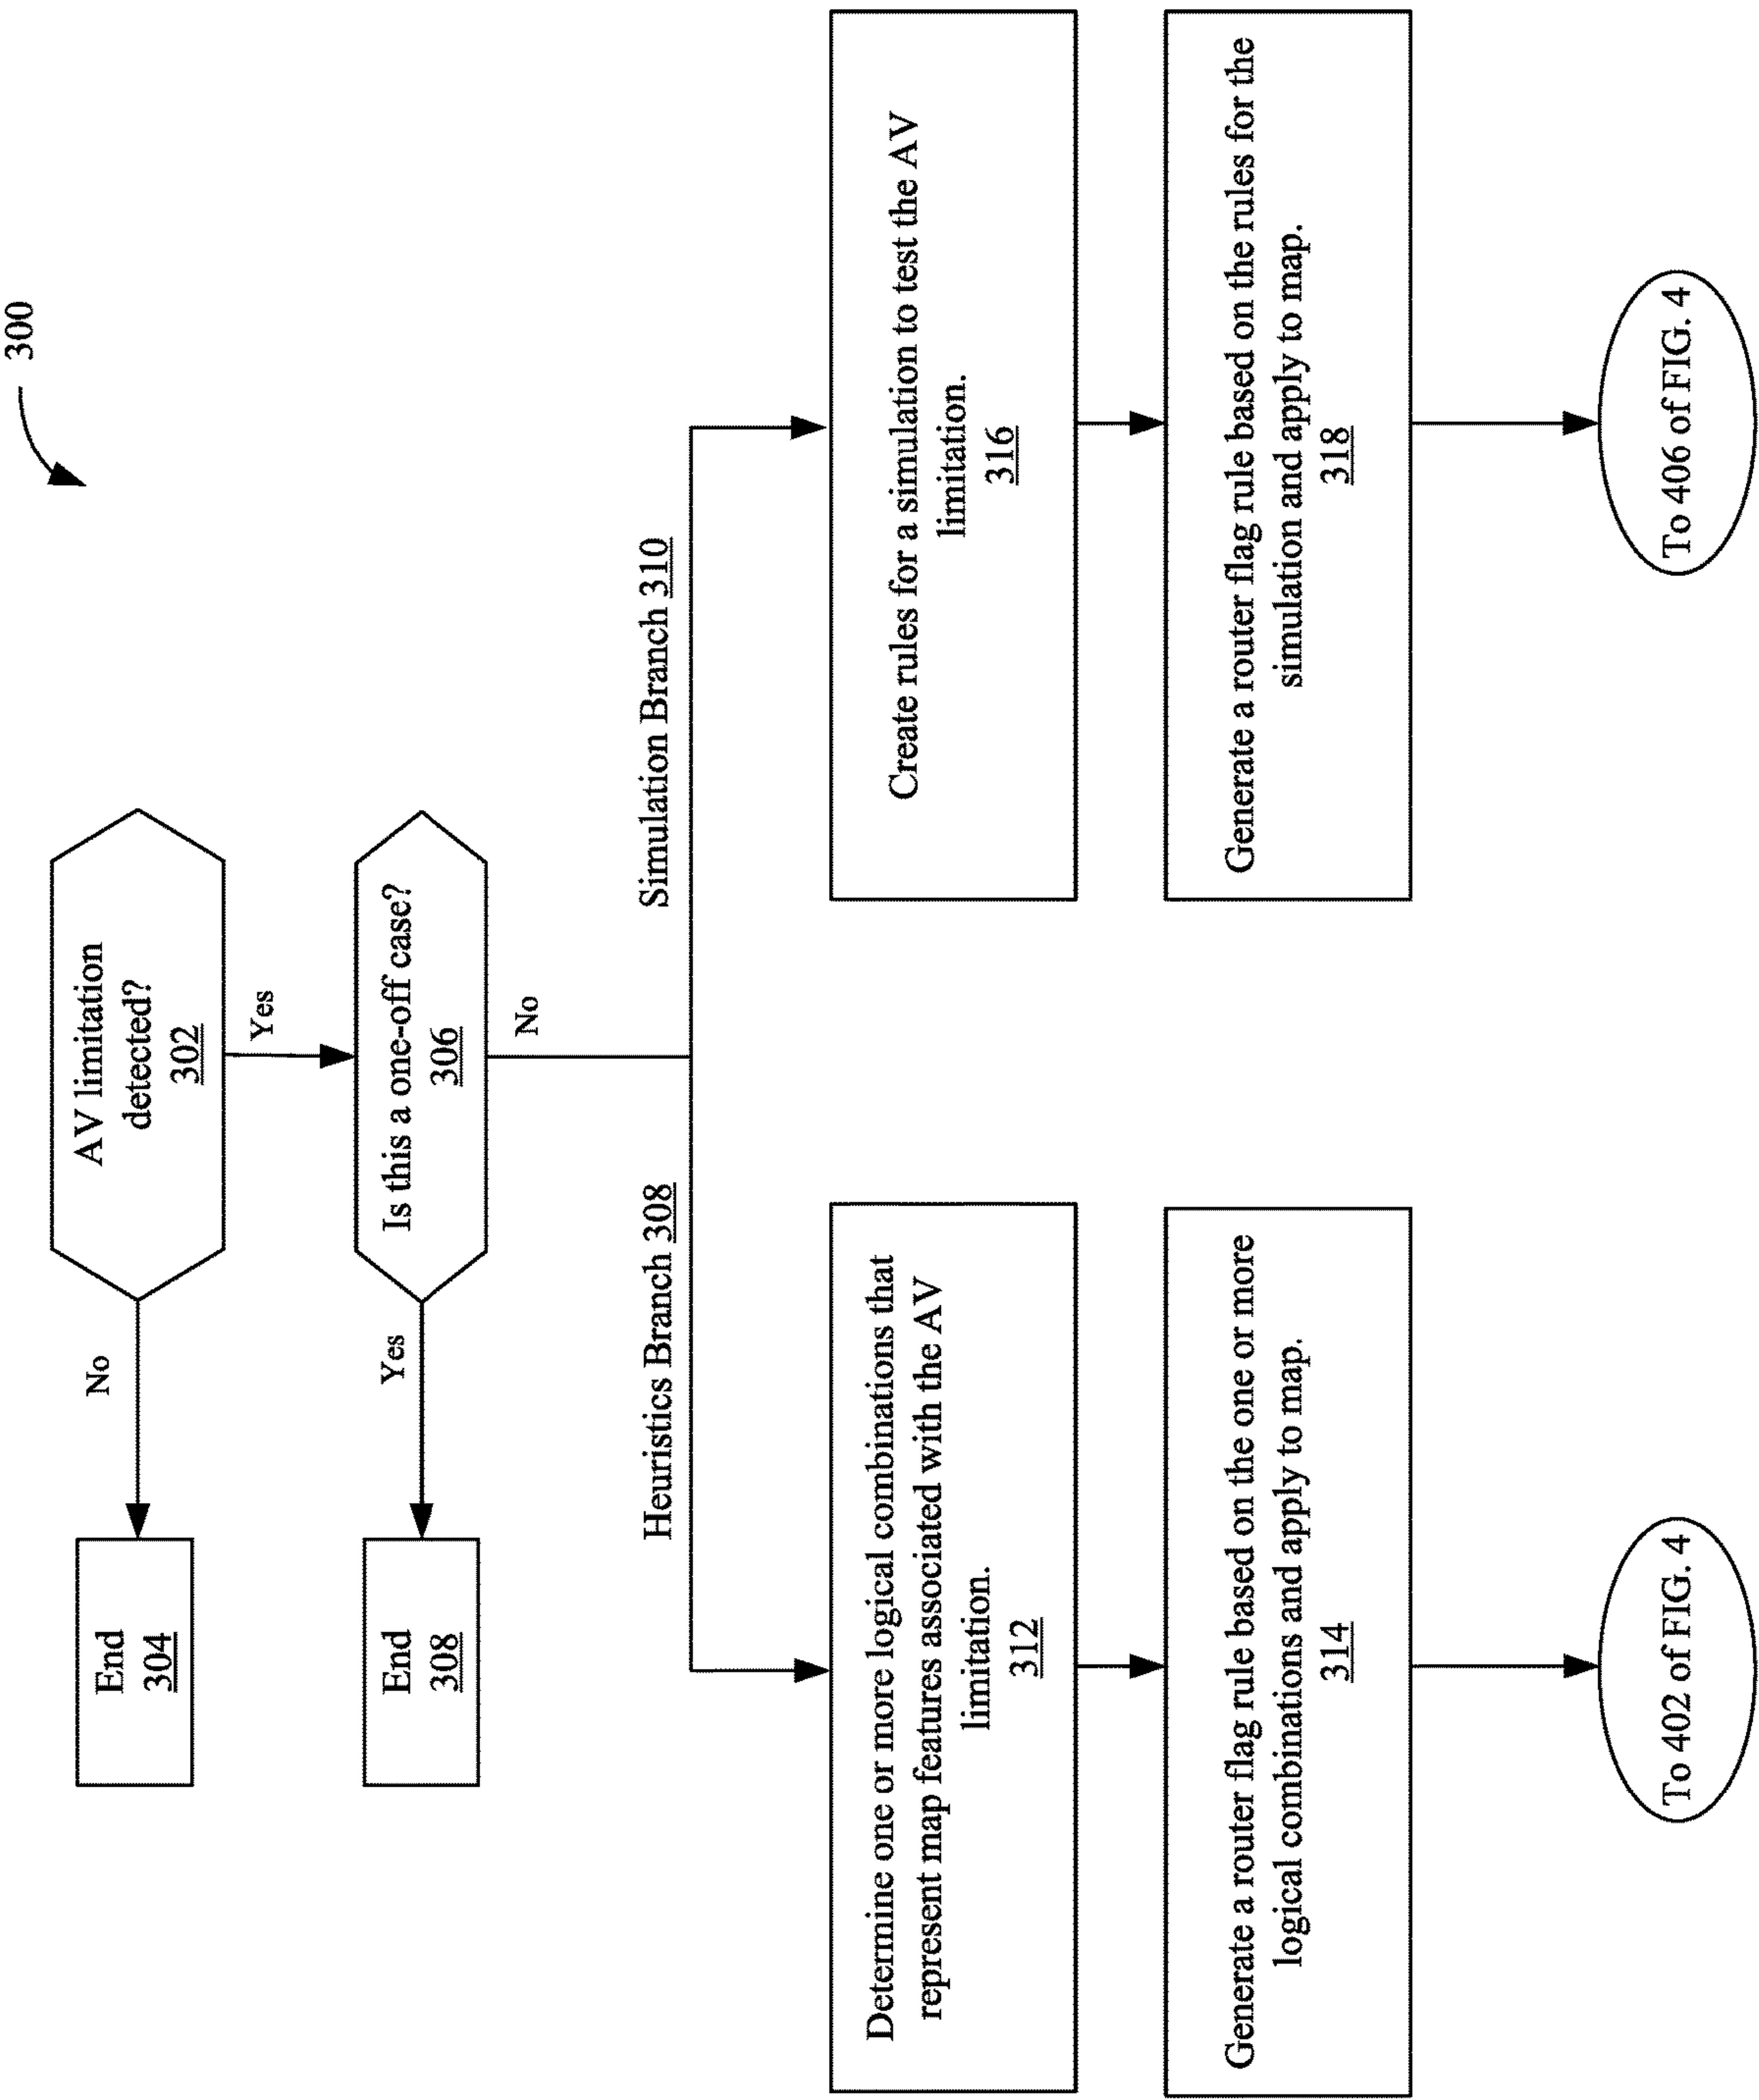 300
AV limitation
detected?
302
No
End
304
Yes
Is this a one-off case?
306
Yes
End
308
No
Heuristics Branch 308
Simulation Branch 310
Determine one or more logical combinations that
represent map features associated with the AV
limitation.
312
Generate a router flag rule based on the one or more
logical combinations and apply to map.
314
To 402 of FIG. 4
Create rules for a simulation to test the AV
limitation.
316
Generate a router flag rule based on the rules for the
simulation and apply to map.
318
To 406 of FIG. 4